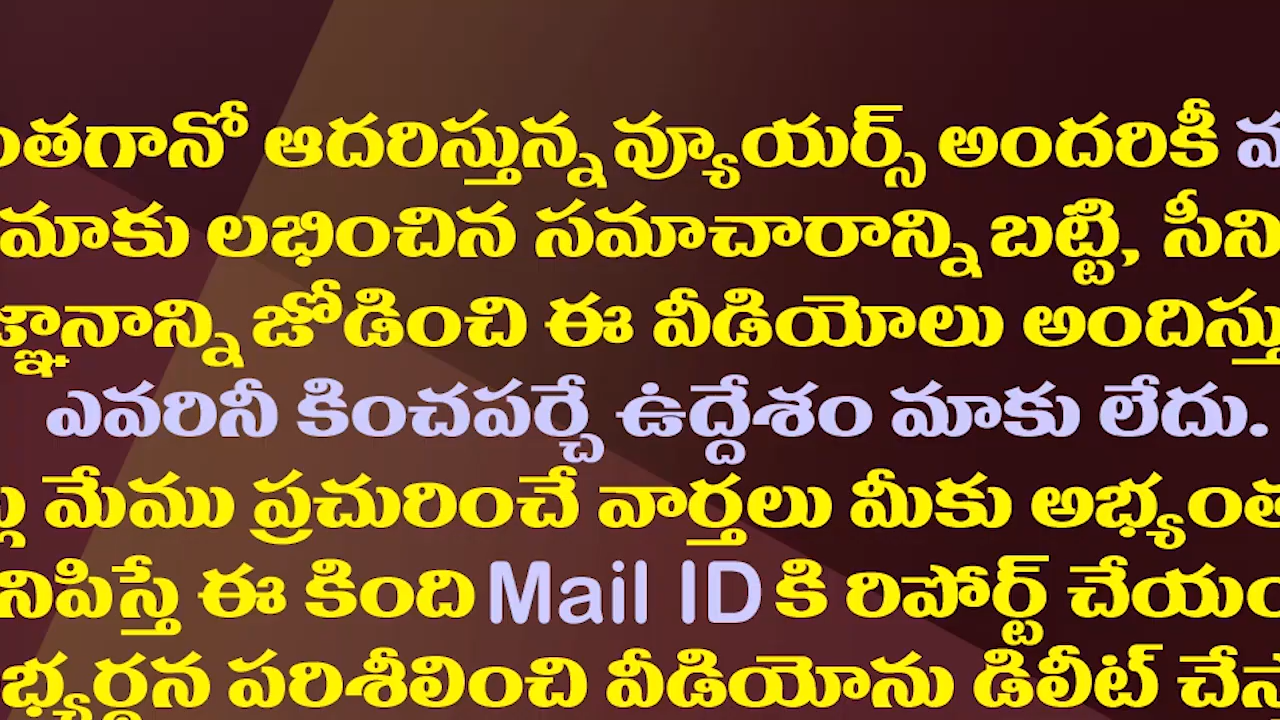 ంతగానో ఆదరిస్తున్న వ్యూయర్స్ అందరికీ
మాకు లభించిన సమాచారాన్ని బట్టి, సీని
జ్ఞానాన్ని జోడించి ఈ వీడియోలు అందిస్తు
ఎవరినీ కించపర్చే ఉద్దేశం మాకు లేదు.
మేము ప్రచురించే వార్తలు మీకు అభ్యంత
నిపిస్తే ఈ కింది Mail ID కి రిపోర్ట్ చేయం
భ్యర్థన పరిశీలించి వీడియోను డిలీట్ చేస